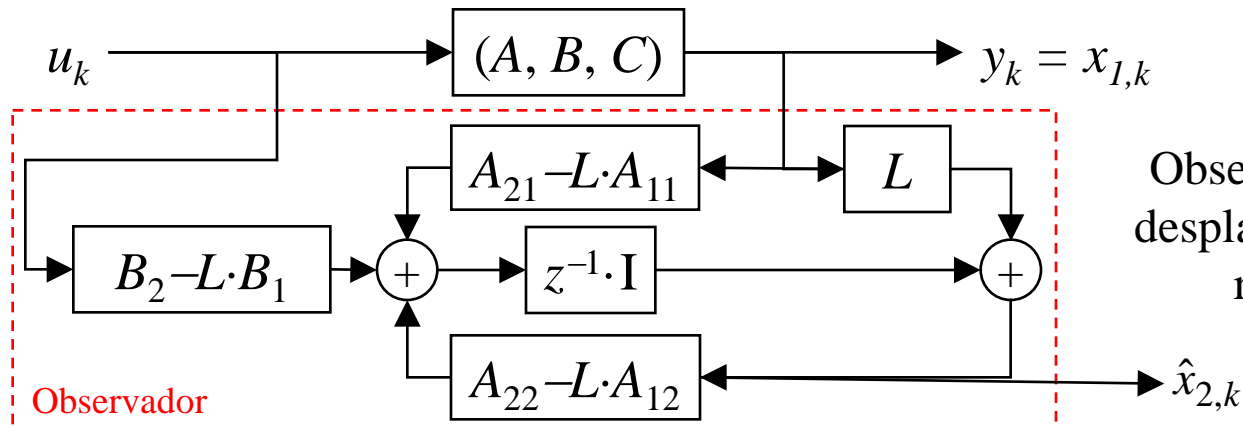 u_k
(A, B, C)
y_k = x_{1,k}
A_{21}–L·A_{11}
L
B_2–L·B_1
+
z^{–1}·I
+
A_{22}–L·A_{12}
x̂_{2,k}
Observador
Obse
despla